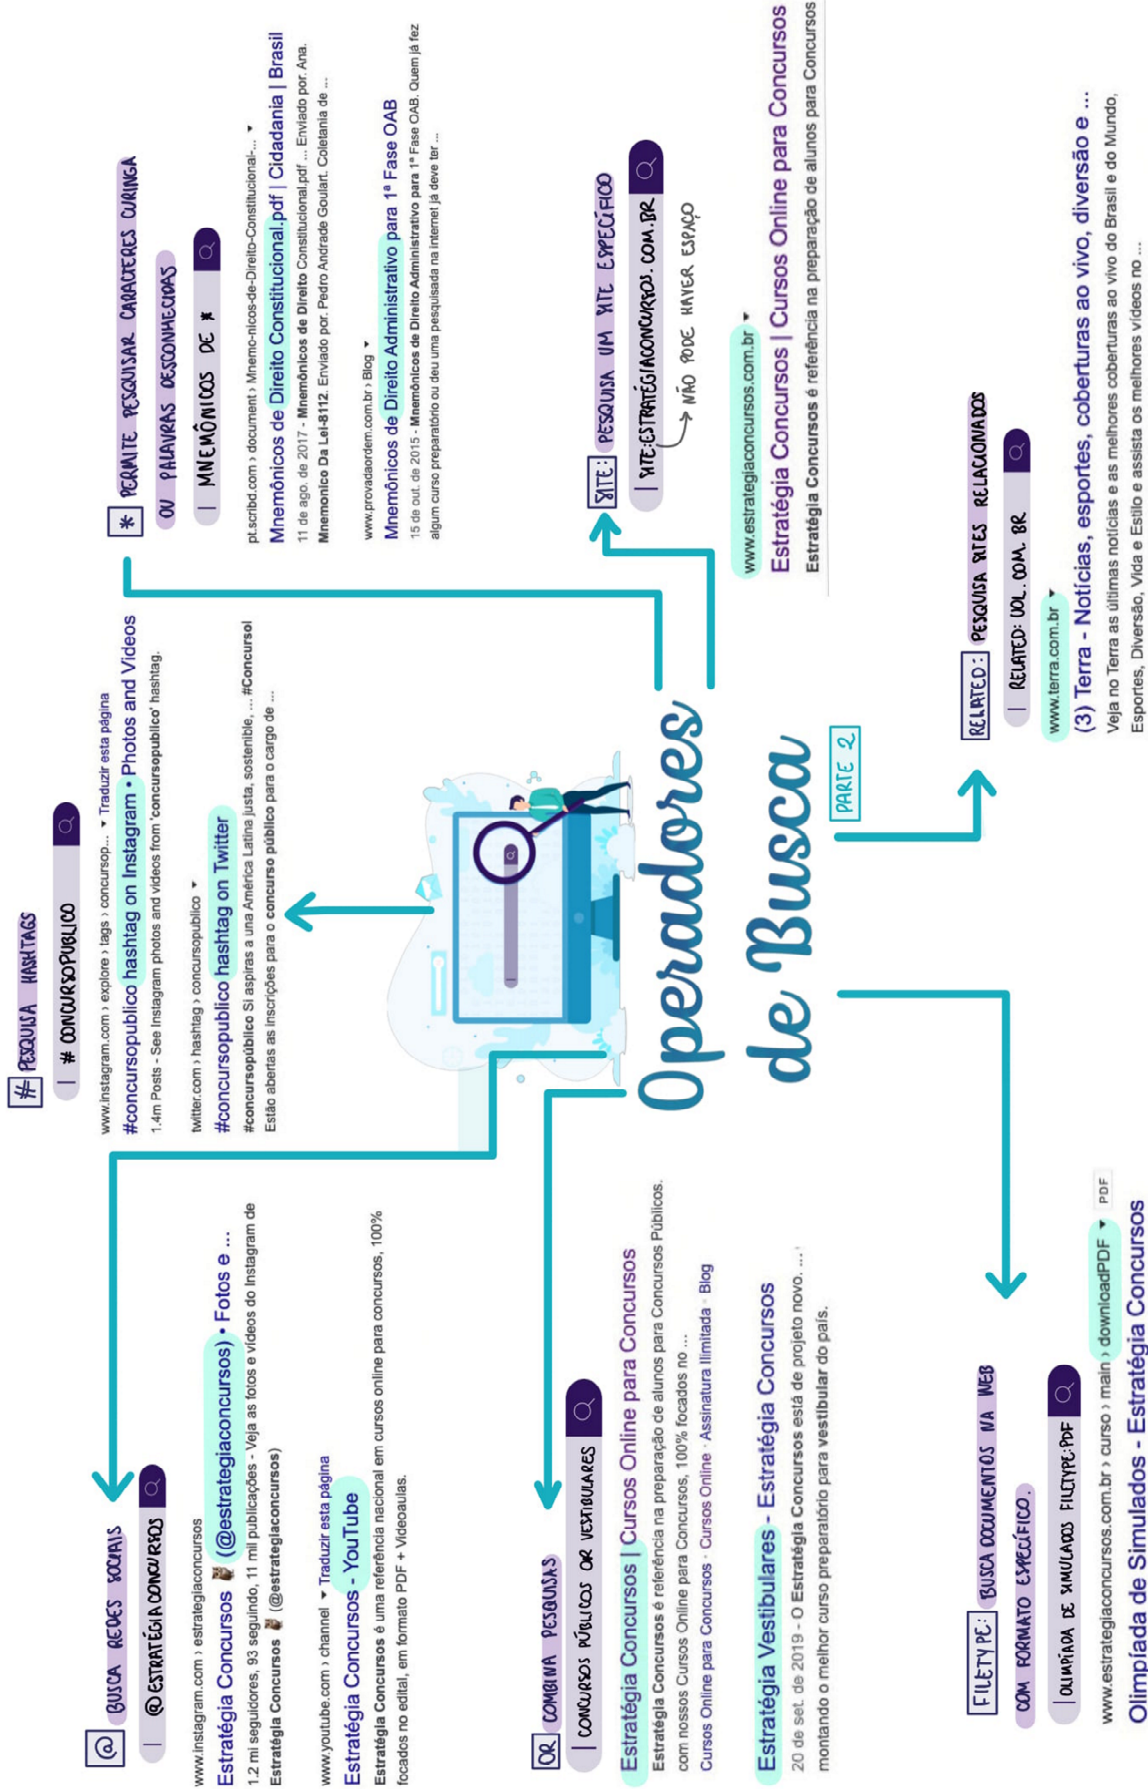 @ BUSCA REDES SOCIAIS
@ESTRATÉGIACONCURSOS
www.instagram.com › estrategiaconcursos
Estratégia Concursos (@estrategiaconcursos) • Fotos e ...
1.2 mi seguidores, 93 seguindo, 11 mil publicações - Veja as fotos e vídeos do Instagram de
Estratégia Concursos (@estrategiaconcursos)
www.youtube.com › channel ▾ Traduzir esta página
Estratégia Concursos - YouTube
Estratégia Concursos é uma referência nacional em cursos online para concursos, 100%
focados no edital, em formato PDF + Videoaulas.
# PESQUISA HASHTAGS
# CONCURSOPUBLICO
www.instagram.com › explore › tags › concursop... ▾ Traduzir esta página
#concursopublico hashtag on Instagram • Photos and Videos
1.4m Posts - See Instagram photos and videos from 'concursopublico' hashtag.
twitter.com › hashtag › concursopublico ▾
#concursopublico hashtag on Twitter
#concursopúblico Si aspiras a una América Latina justa, sostenible, ... #Concursol
Estão abertas as inscrições para o concurso público para o cargo de ...
* PERMITE PESQUISAR CARACTERES CURINGA
OU PALAVRAS DESCONHECIDAS
MNEMÔNICOS DE *
pt.scribd.com › document › Mnemo-nicos-de-Direito-Constitucional-... ▾
Mnemônicos de Direito Constitucional.pdf | Cidadania | Brasil
11 de ago. de 2017 - Mnemônicos de Direito Constitucional.pdf ... Enviado por. Ana.
Mnemonico Da Lei-8112. Enviado por. Pedro Andrade Goulart. Coletania de ...
www.provadaordem.com.br › Blog ▾
Mnemônicos de Direito Administrativo para 1ª Fase OAB
15 de out. de 2015 - Mnemônicos de Direito Administrativo para 1ª Fase OAB. Quem já fez
algum curso preparatório ou deu uma pesquisada na internet já deve ter ...
Operadores
de Busca
PARTE 2
OR COMBINA PESQUISAS
CONCURSOS PÚBLICOS OR VESTIBULARES
Estratégia Concursos | Cursos Online para Concursos
Estratégia Concursos é referência na preparação de alunos para Concursos Públicos.
com nossos Cursos Online para Concursos, 100% focados no ...
Cursos Online para Concursos · Cursos Online · Assinatura Ilimitada · Blog
Estratégia Vestibulares - Estratégia Concursos
20 de set. de 2019 - O Estratégia Concursos está de projeto novo. ...
montando o melhor curso preparatório para vestibular do país.
SITE: PESQUISA UM SITE ESPECÍFICO
SITE:ESTRATÉGIACONCURSOS.COM.BR
NÃO PODE HAVER ESPAÇO
www.estrategiaconcursos.com.br ▾
Estratégia Concursos | Cursos Online para Concursos
Estratégia Concursos é referência na preparação de alunos para Concursos
FILETYPE: BUSCA DOCUMENTOS NA WEB
COM FORMATO ESPECÍFICO.
OLIMPÍADA DE SIMULADOS FILETYPE:PDF
www.estrategiaconcursos.com.br › curso › main › downloadPDF ▾ PDF
Olimpíada de Simulados - Estratégia Concursos
RELATED: PESQUISA SITES RELACIONADOS
RELATED: UOL.COM.BR
www.terra.com.br ▾
(3) Terra - Notícias, esportes, coberturas ao vivo, diversão e ...
Veja no Terra as últimas notícias e as melhores coberturas ao vivo do Brasil e do Mundo,
Esportes, Diversão, Vida e Estilo e assista os melhores vídeos no ...